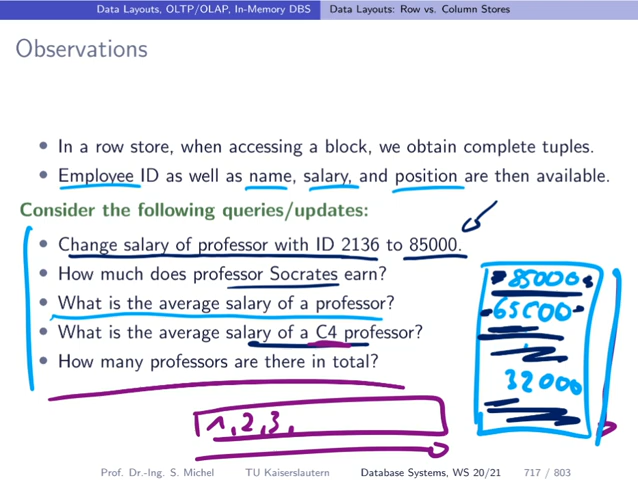 Data Layouts, OLTP/OLAP, In-Memory DBS Data Layouts: Row vs. Column Stores
Observations
• In a row store, when accessing a block, we obtain complete tuples.
• Employee ID as well as name, salary, and position are then available.
Consider the following queries/updates:
• Change salary of professor with ID 2136 to 85000.
• How much does professor Socrates earn?
• What is the average salary of a professor?
• What is the average salary of a C4 professor?
• How many professors are there in total?
85000
65000
32000
1, 2, 3,
Prof. Dr.-Ing. S. Michel TU Kaiserslautern Database Systems, WS 20/21 717 / 803